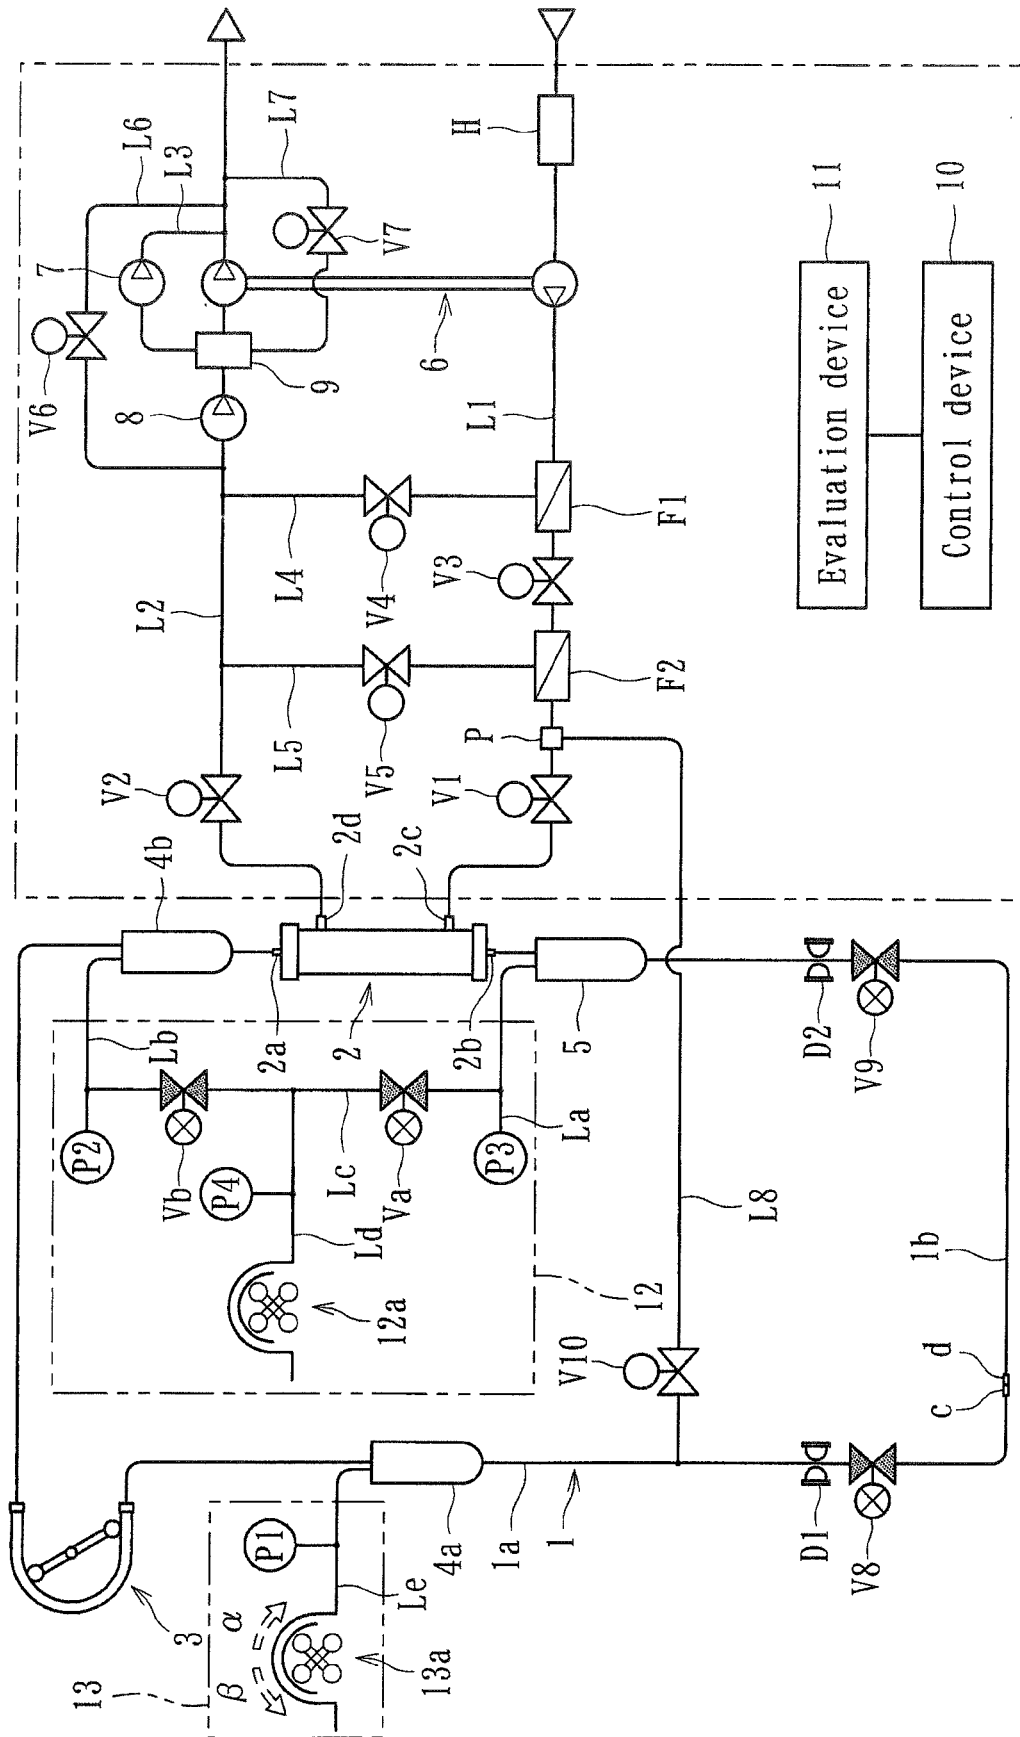 L6
L3
L7
H
7
V7
V6
8
9
6
L1
11
10
Evaluation device
Control device
L2
L4
V4
V3
F1
L5
V5
P
F2
V2
V1
4b
2d
2c
Lb
2a
2
2b
5
D2
V9
P2
Vb
P4
Lc
Va
P3
La
Ld
12a
12
L8
1b
V10
d
c
P1
4a
1a
1
D1
V8
Le
3
α
β
13
13a